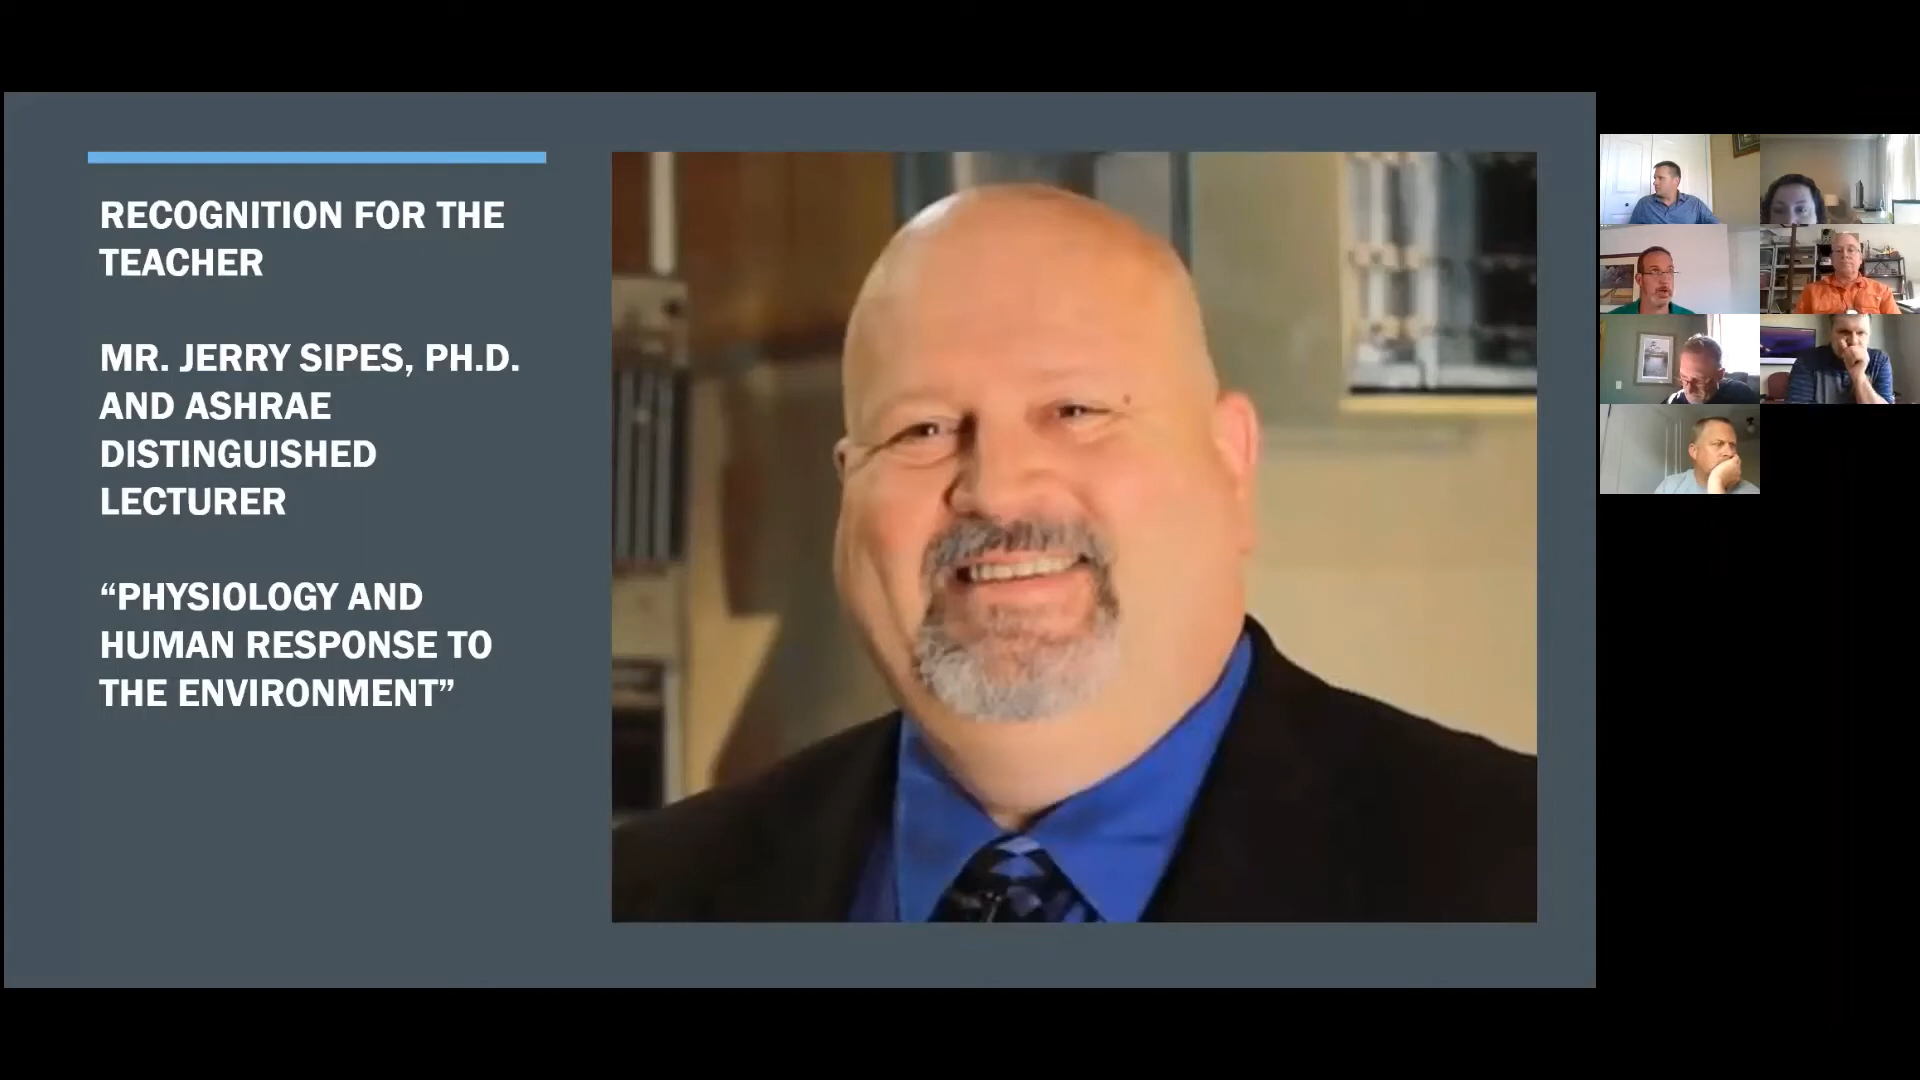 RECOGNITION FOR THE
TEACHER
MR. JERRY SIPES, PH.D.
AND ASHRAE
DISTINGUISHED
LECTURER
“PHYSIOLOGY AND
HUMAN RESPONSE TO
THE ENVIRONMENT”